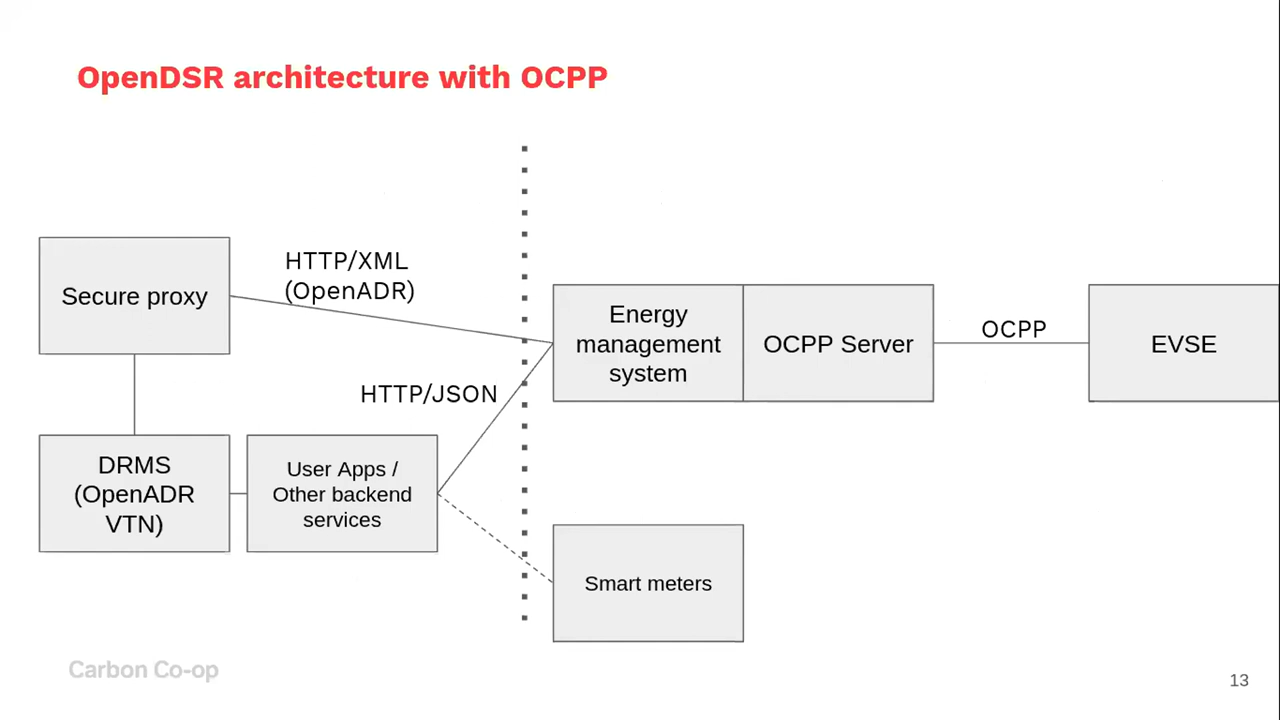 OpenDSR architecture with OCPP
HTTP/XML
(OpenADR)
Secure proxy
Energy
management
system
OCPP Server
OCPP
EVSE
HTTP/JSON
DRMS
(OpenADR
VTN)
User Apps /
Other backend
services
Smart meters
Carbon Co-op
13